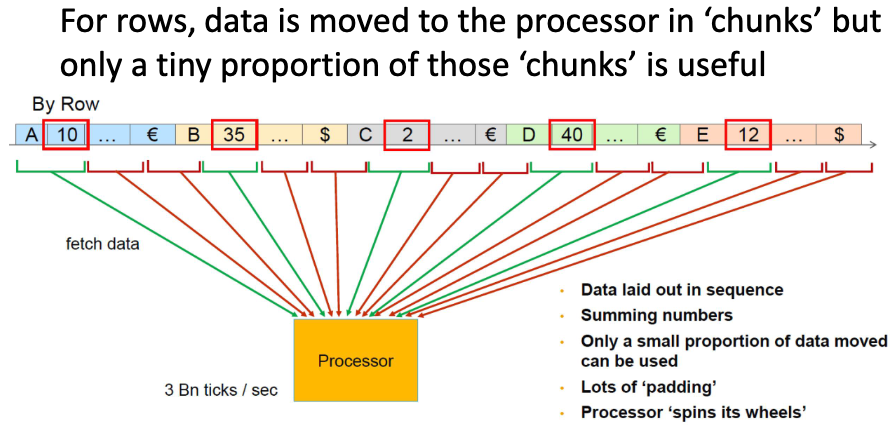 For rows, data is moved to the processor in ‘chunks’ but
only a tiny proportion of those ‘chunks’ is useful
By Row
A 10 ... € B 35 ... $ C 2 ... € D 40 ... € E 12 ... $
fetch data
Processor
3 Bn ticks / sec
• Data laid out in sequence
• Summing numbers
• Only a small proportion of data moved
can be used
• Lots of ‘padding’
• Processor ‘spins its wheels’